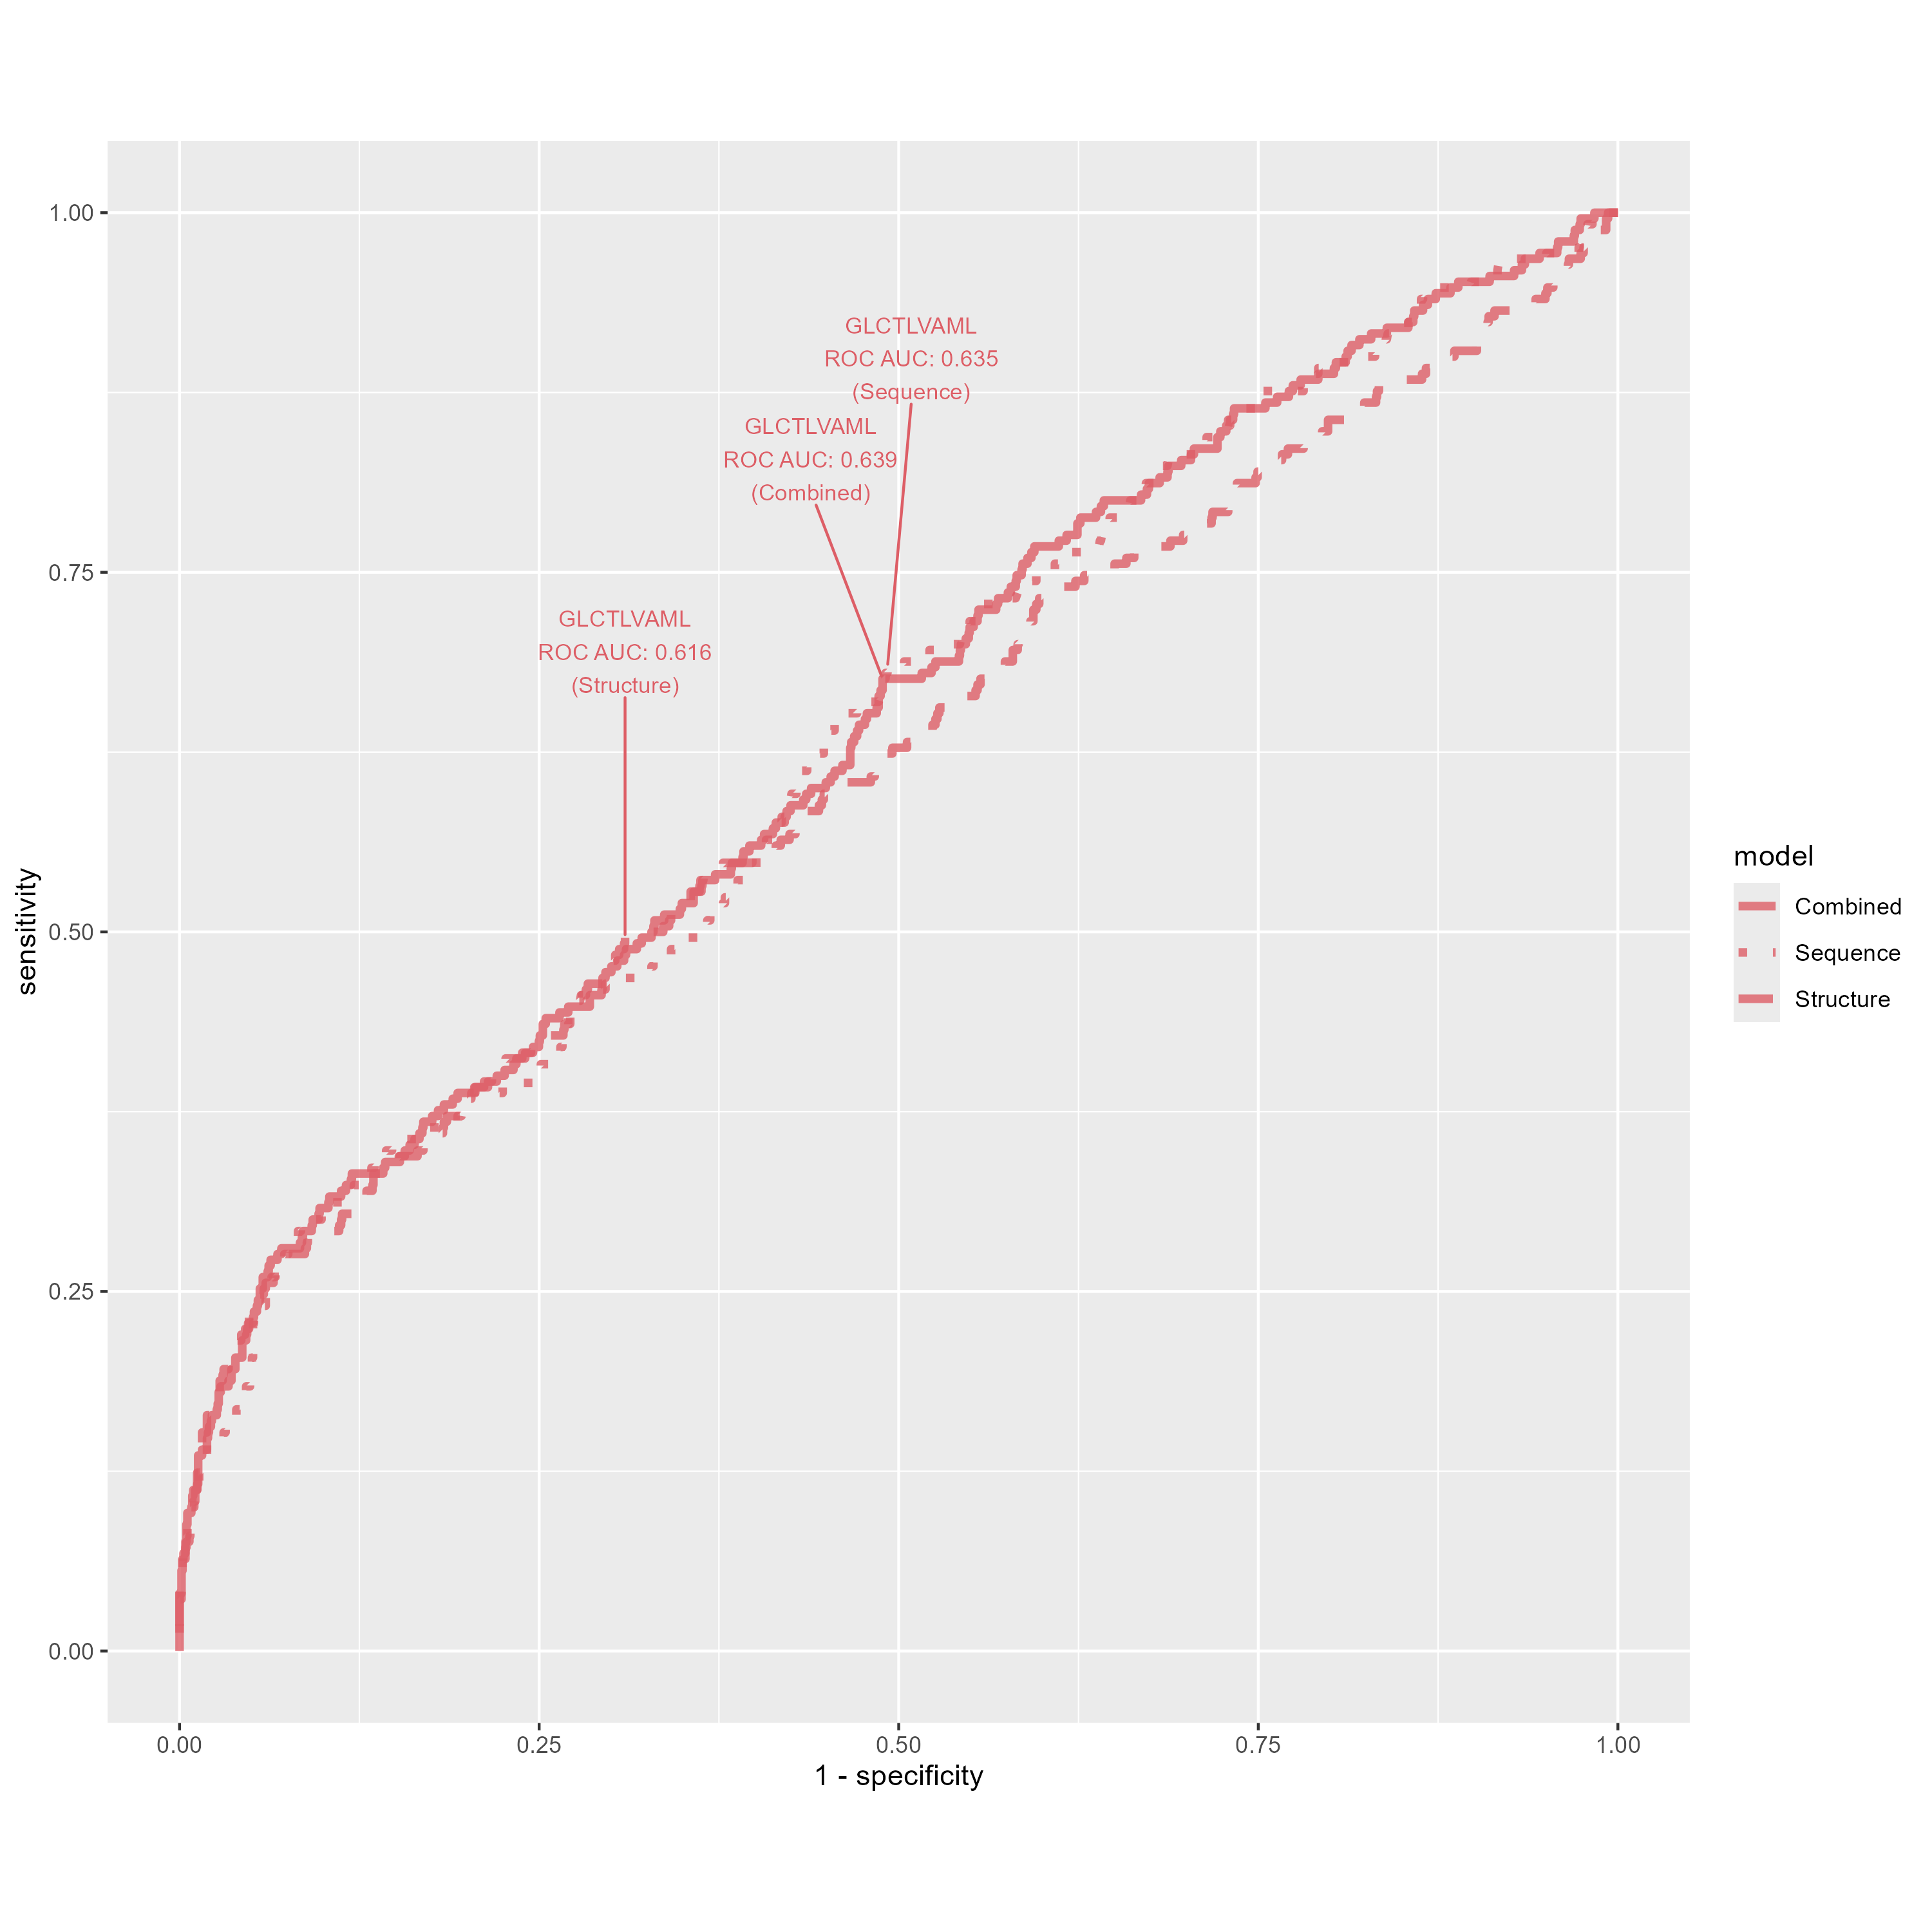 GLCTLVAML
ROC AUC: 0.635
(Sequence)
GLCTLVAML
ROC AUC: 0.639
(Combined)
GLCTLVAML
ROC AUC: 0.616
(Structure)
1.00
0.75
0.50
0.25
0.00
sensitivity
0.00
0.25
0.50
0.75
1.00
1 - specificity
model
Combined
Sequence
Structure